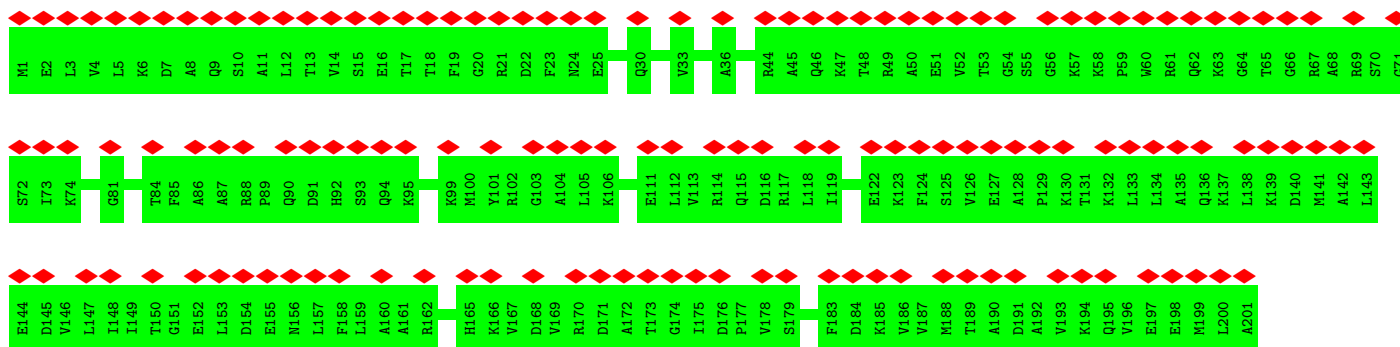 M1 E2 L3 V4 L5 K6 D7 A8 Q9 S10 A11 L12 T13 V14 S15 E16 T17 T18 F19 G20 R21 D22 F23 N24 E25 Q30 V33 A36 R44 A45 Q46 K47 T48 R49 A50 E51 V52 T53 G54 S55 G56 K57 K58 P59 W60 R61 Q62 K63 G64 T65 G66 R67 A68 R69 S70
S72 I73 K74 G81 T84 F85 A86 A87 R88 P89 Q90 D91 H92 S93 Q94 K95 K99 M100 Y101 R102 G103 A104 L105 K106 E111 L112 V113 R114 Q115 D116 R117 L118 I119 E122 K123 F124 S125 V126 E127 A128 P129 K130 T131 K132 L133 L134 A135 Q136 K137 L138 K139 D140 M141 A142 L143
E144 D145 V146 L147 I148 I149 T150 G151 E152 L153 D154 E155 N156 L157 F158 L159 A160 A161 R162 H165 K166 V167 D168 V169 R170 D171 A172 T173 G174 I175 D176 P177 V178 S179 F183 D184 K185 V186 V187 M188 T189 A190 D191 A192 V193 K194 Q195 V196 E197 E198 M199 L200 A201